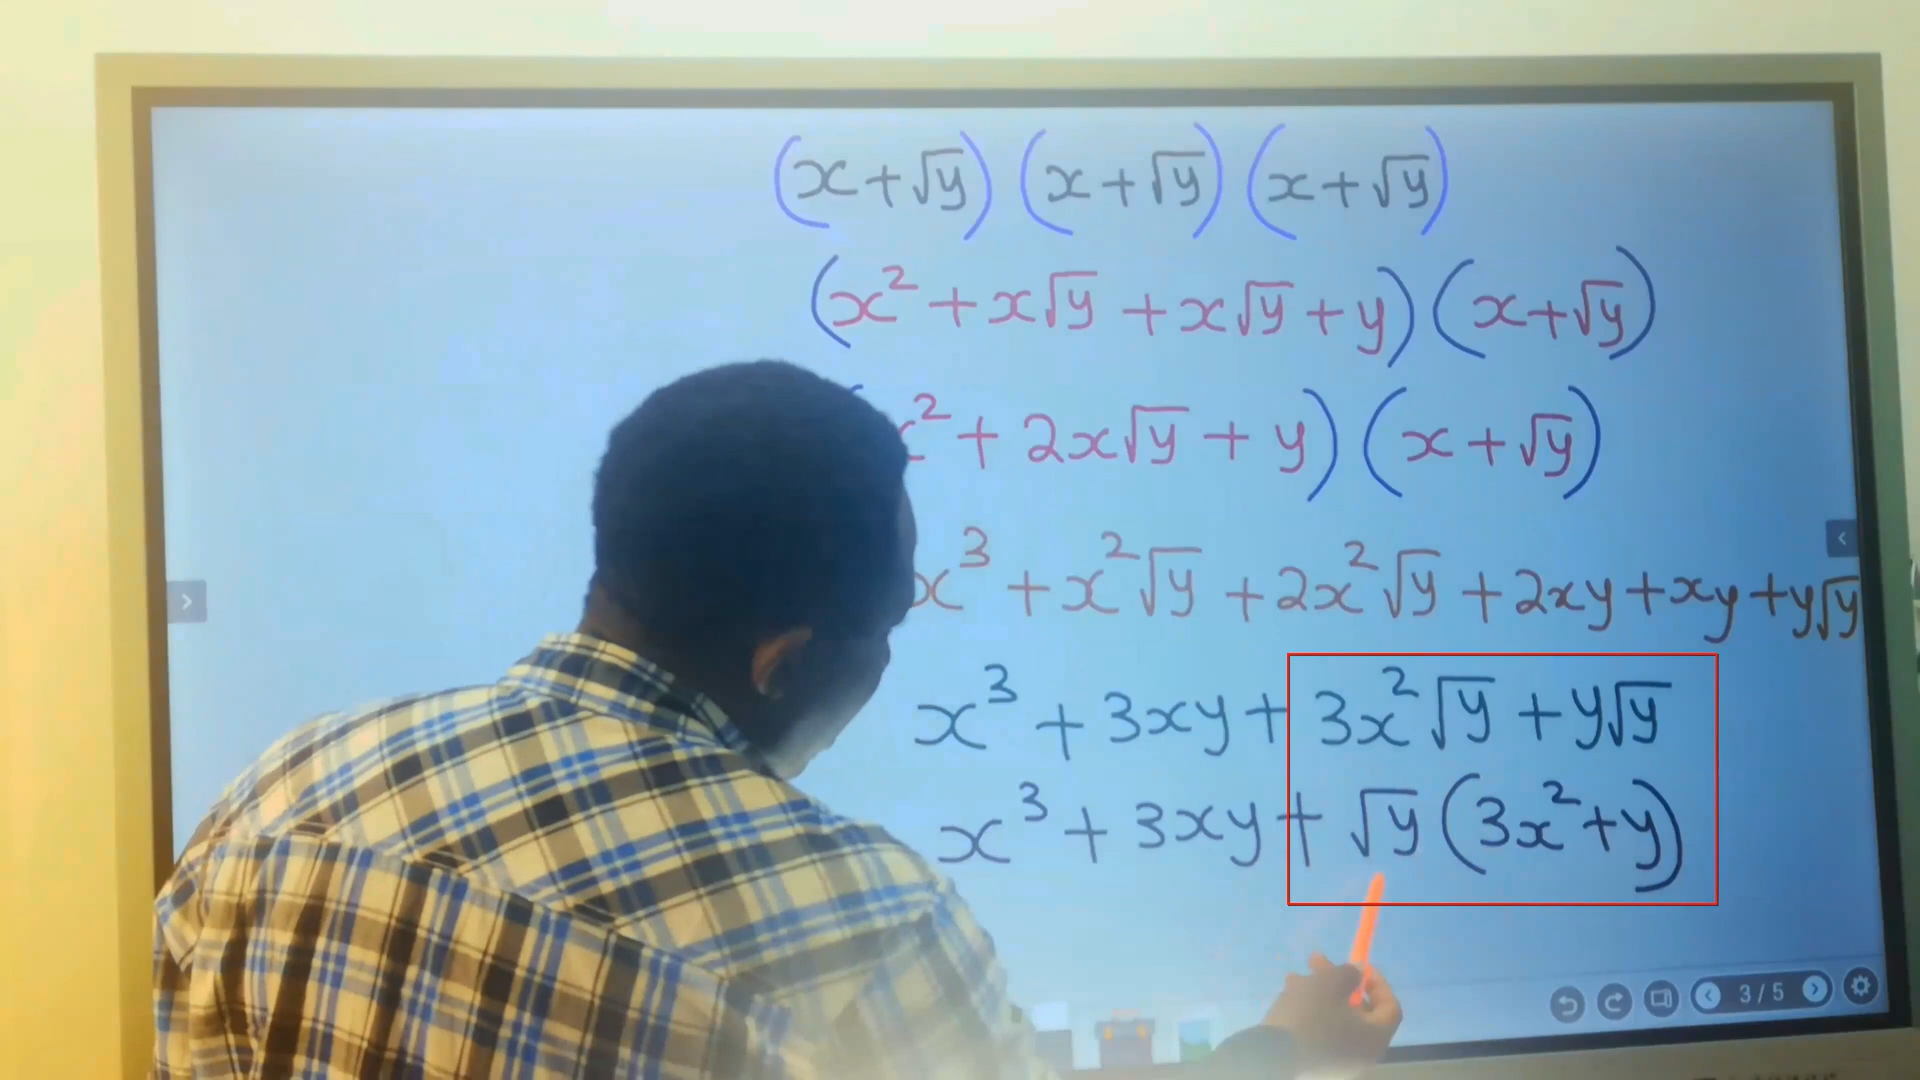 (x+√y)(x+√y)(x+√y)
(x²+x√y+x√y+y)(x+√y)
²+2x√y+y)(x+√y)
x³+x²√y+2x²√y+2xy+xy+y√y
x³+3xy+3x²√y+y√y
x³+3xy+√y(3x²+y)
3/5